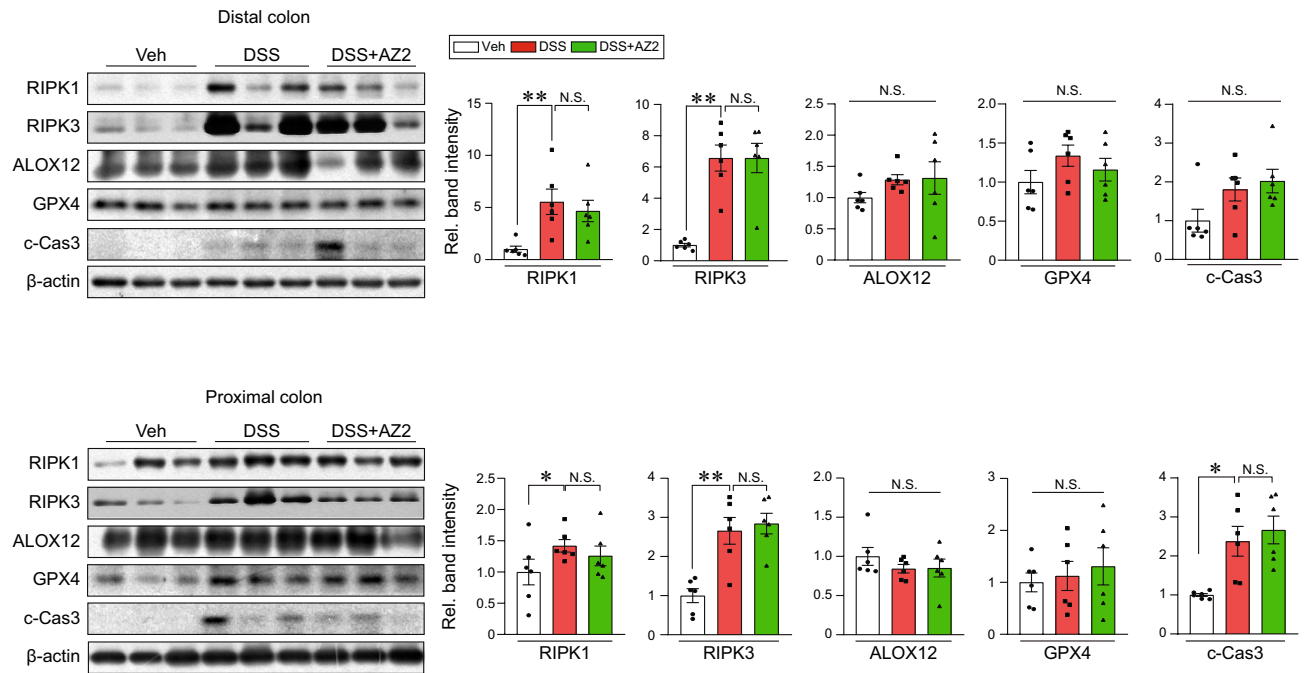 Distal colon
Veh DSS DSS+AZ2
RIPK1
RIPK3
ALOX12
GPX4
c-Cas3
β-actin
Veh DSS DSS+AZ2
Rel. band intensity
15
10
5
0
** N.S.
RIPK1
10
8
6
4
2
0
** N.S.
RIPK3
2.5
2.0
1.5
1.0
0.5
0
N.S.
ALOX12
2.0
1.5
1.0
0.5
0
N.S.
GPX4
4
3
2
1
0
N.S.
c-Cas3
Proximal colon
Veh DSS DSS+AZ2
RIPK1
RIPK3
ALOX12
GPX4
c-Cas3
β-actin
Rel. band intensity
2.5
2.0
1.5
1.0
0.5
0
* N.S.
RIPK1
4
3
2
1
0
** N.S.
RIPK3
2.0
1.5
1.0
0.5
0
N.S.
ALOX12
4
3
2
1
0
N.S.
GPX4
4
3
2
1
0
* N.S.
c-Cas3